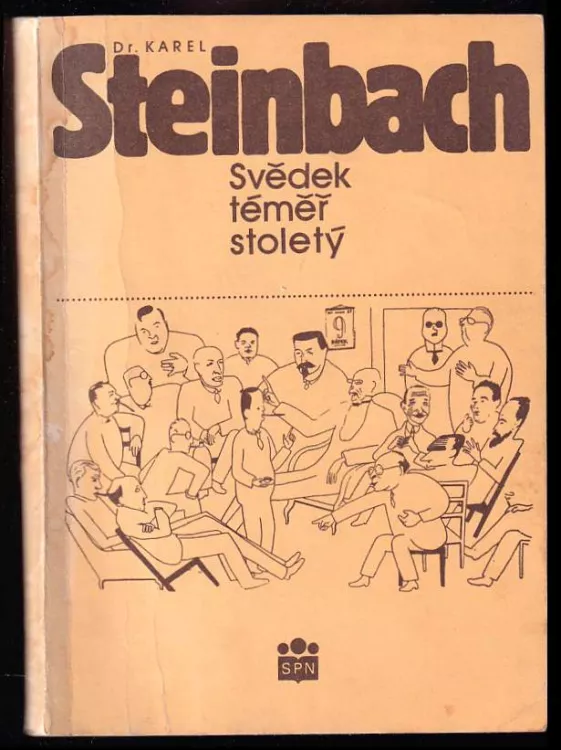 Dr. KAREL
Steinbach
Svědek
téměř
stoletý
9
SPN